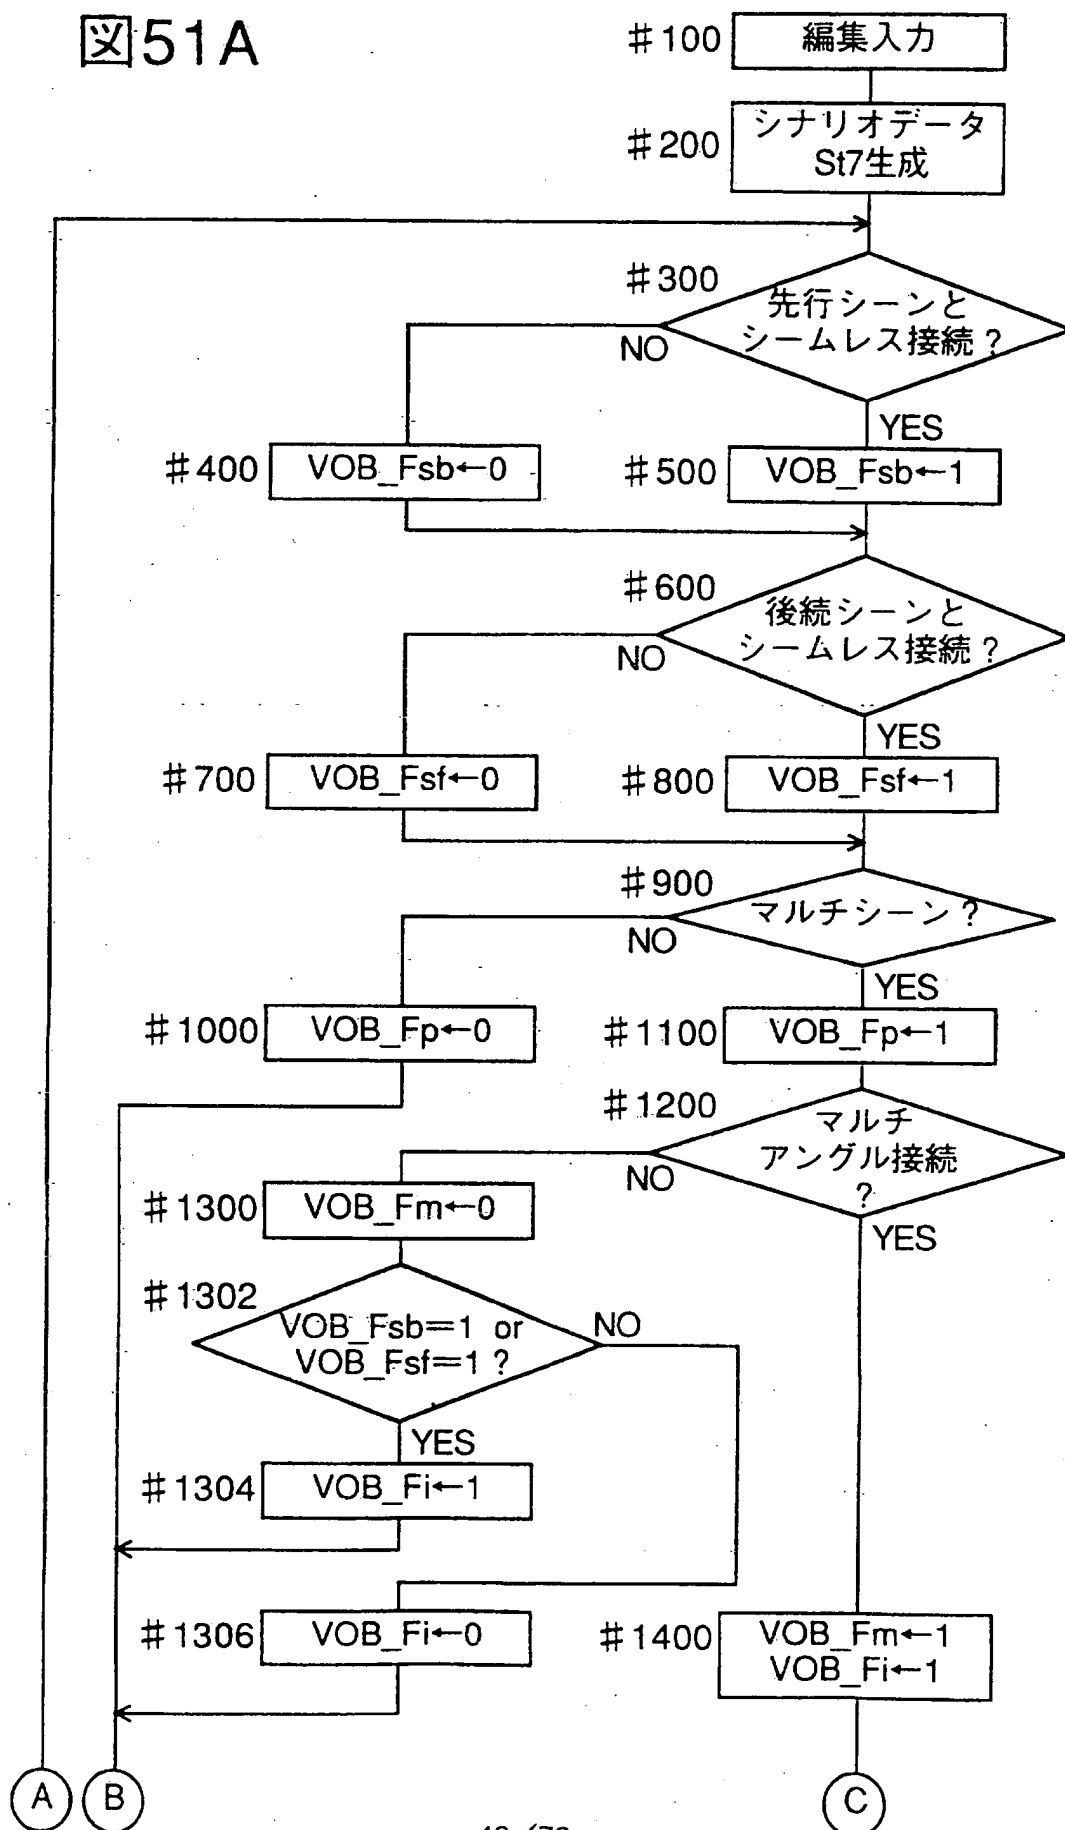 図51A
#100 編集入力
#200 シナリオデータ
St7生成
#300 先行シーンと
シームレス接続?
NO
YES
#400 VOB_Fsb←0
#500 VOB_Fsb←1
#600 後続シーンと
シームレス接続?
NO
YES
#700 VOB_Fsf←0
#800 VOB_Fsf←1
#900 マルチシーン?
NO
YES
#1000 VOB_Fp←0
#1100 VOB_Fp←1
#1200 マルチ
アングル接続
?
NO
YES
#1300 VOB_Fm←0
#1302 VOB_Fsb=1 or
VOB_Fsf=1?
NO
YES
#1304 VOB_Fi←1
#1306 VOB_Fi←0
#1400 VOB_Fm←1
VOB_Fi←1
A
B
C